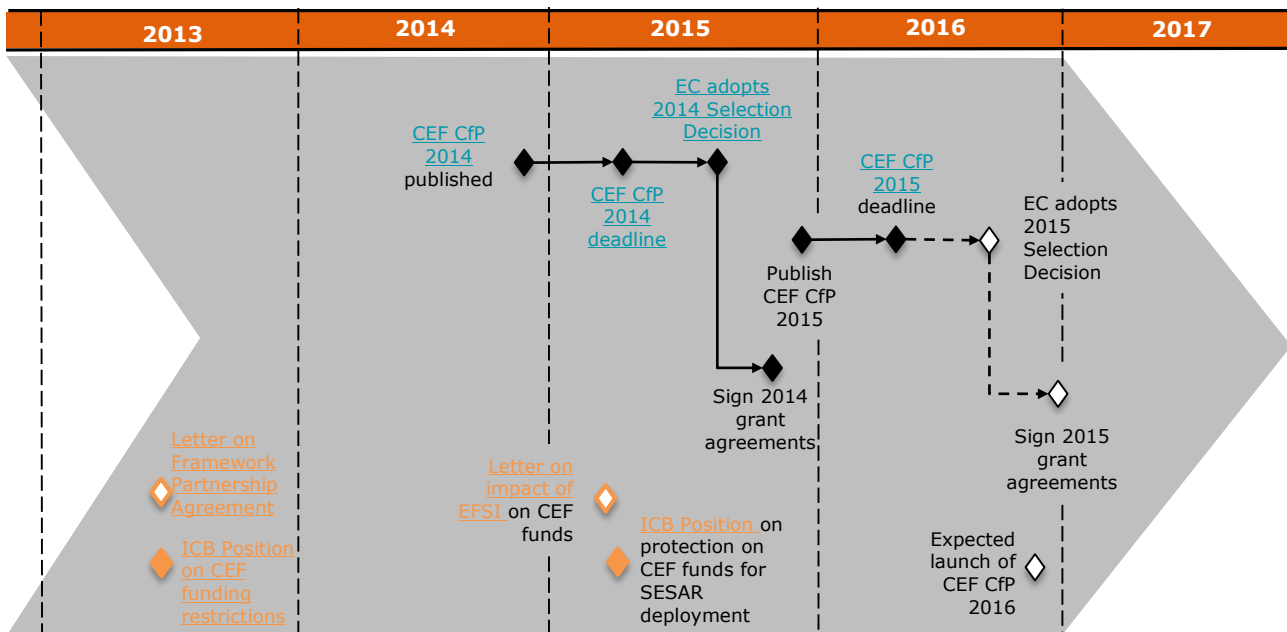 2013
2014
2015
2016
2017
CEF CfP
2014
published
CEF CfP
2014
deadline
EC adopts
2014 Selection
Decision
Sign 2014
grant
agreements
Publish
CEF CfP
2015
CEF CfP
2015
deadline
EC adopts
2015
Selection
Decision
Sign 2015
grant
agreements
Letter on
Framework
Partnership
Agreement
ICB Position
on CEF
funding
restrictions
Letter on
impact of
EFSI on CEF
funds
ICB Position on
protection on
CEF funds for
SESAR
deployment
Expected
launch of
CEF CfP
2016